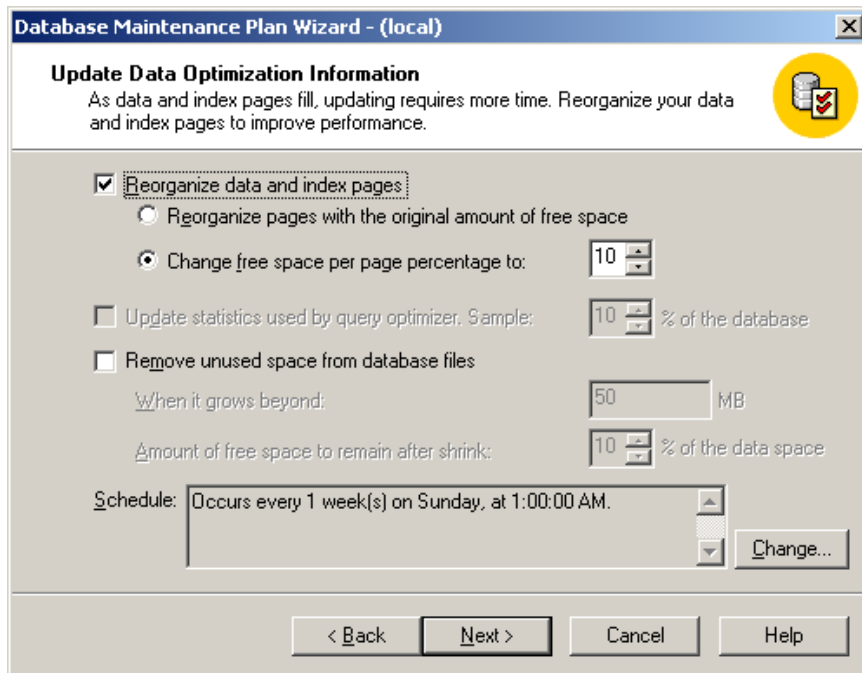 Database Maintenance Plan Wizard - (local)
Update Data Optimization Information
As data and index pages fill, updating requires more time. Reorganize your data
and index pages to improve performance.
Reorganize data and index pages
Reorganize pages with the original amount of free space
Change free space per page percentage to: 10
Update statistics used by query optimizer. Sample: 10 % of the database
Remove unused space from database files
When it grows beyond: 50 MB
Amount of free space to remain after shrink: 10 % of the data space
Schedule: Occurs every 1 week(s) on Sunday, at 1:00:00 AM.
Change...
< Back Next > Cancel Help